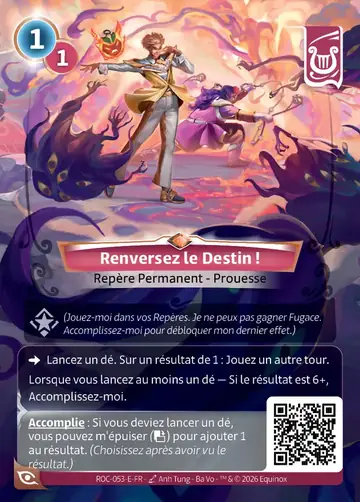 1
1
Renversez le Destin !
Repère Permanent - Prouesse
(Jouez-moi dans vos Repères. Je ne peux pas gagner Fugace.
Accomplissez-moi pour débloquer mon dernier effet.)
Lancez un dé. Sur un résultat de 1 : Jouez un autre tour.
Lorsque vous lancez au moins un dé — Si le résultat est 6+,
Accomplissez-moi.
Accomplie : Si vous deviez lancer un dé,
vous pouvez m'épuiser ( ) pour ajouter 1
au résultat. (Choisissez après avoir vu le
résultat.)
ROC-053-E-FR- Anh Tung - Ba Vo - ™ & © 2026 Equinox